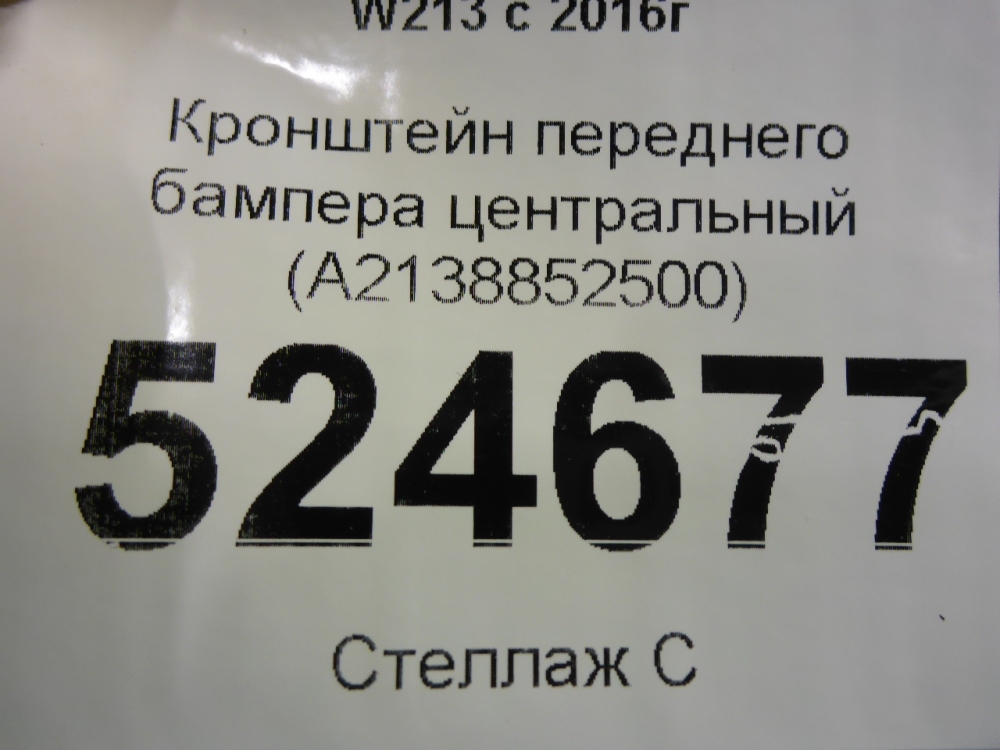 W213 с 2016г
Кронштейн переднего
бампера центральный
(A2138852500)
524677
Стеллаж С